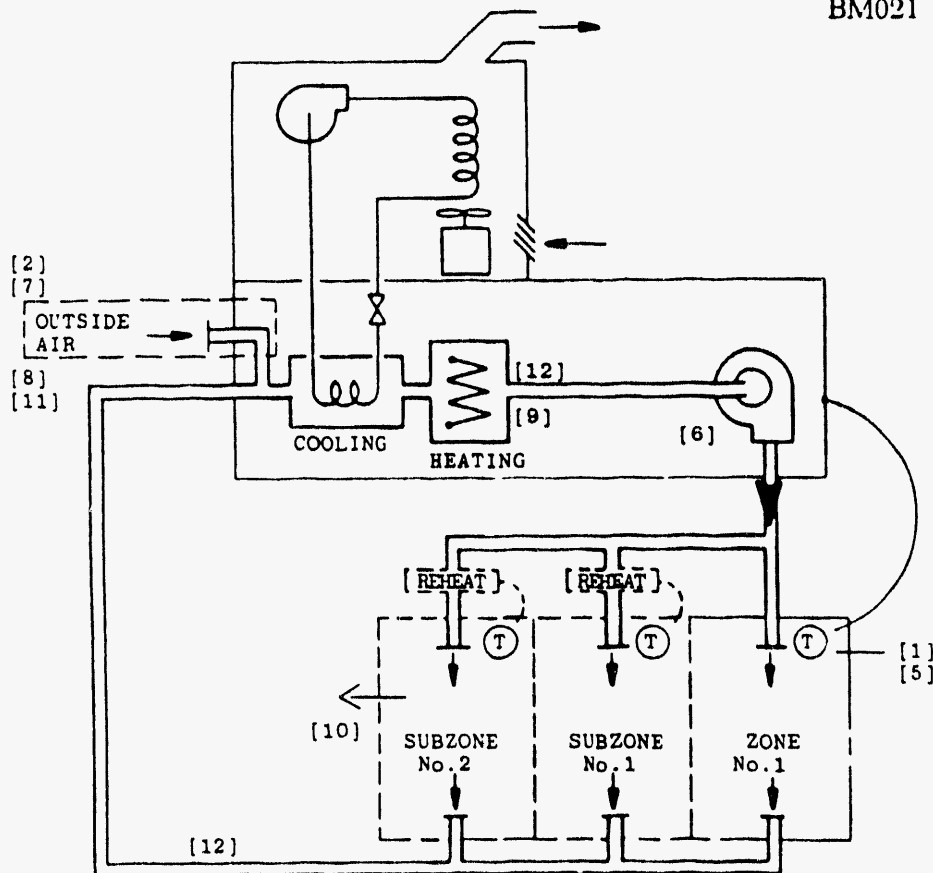 BM021
[2]
[7]
OUTSIDE
AIR
[8]
[11]
COOLING
HEATING
[12]
[9]
[6]
[REHEAT]
[REHEAT]
T
T
T
[1]
[5]
[10]
SUBZONE
No.2
SUBZONE
No.1
ZONE
No.1
[12]